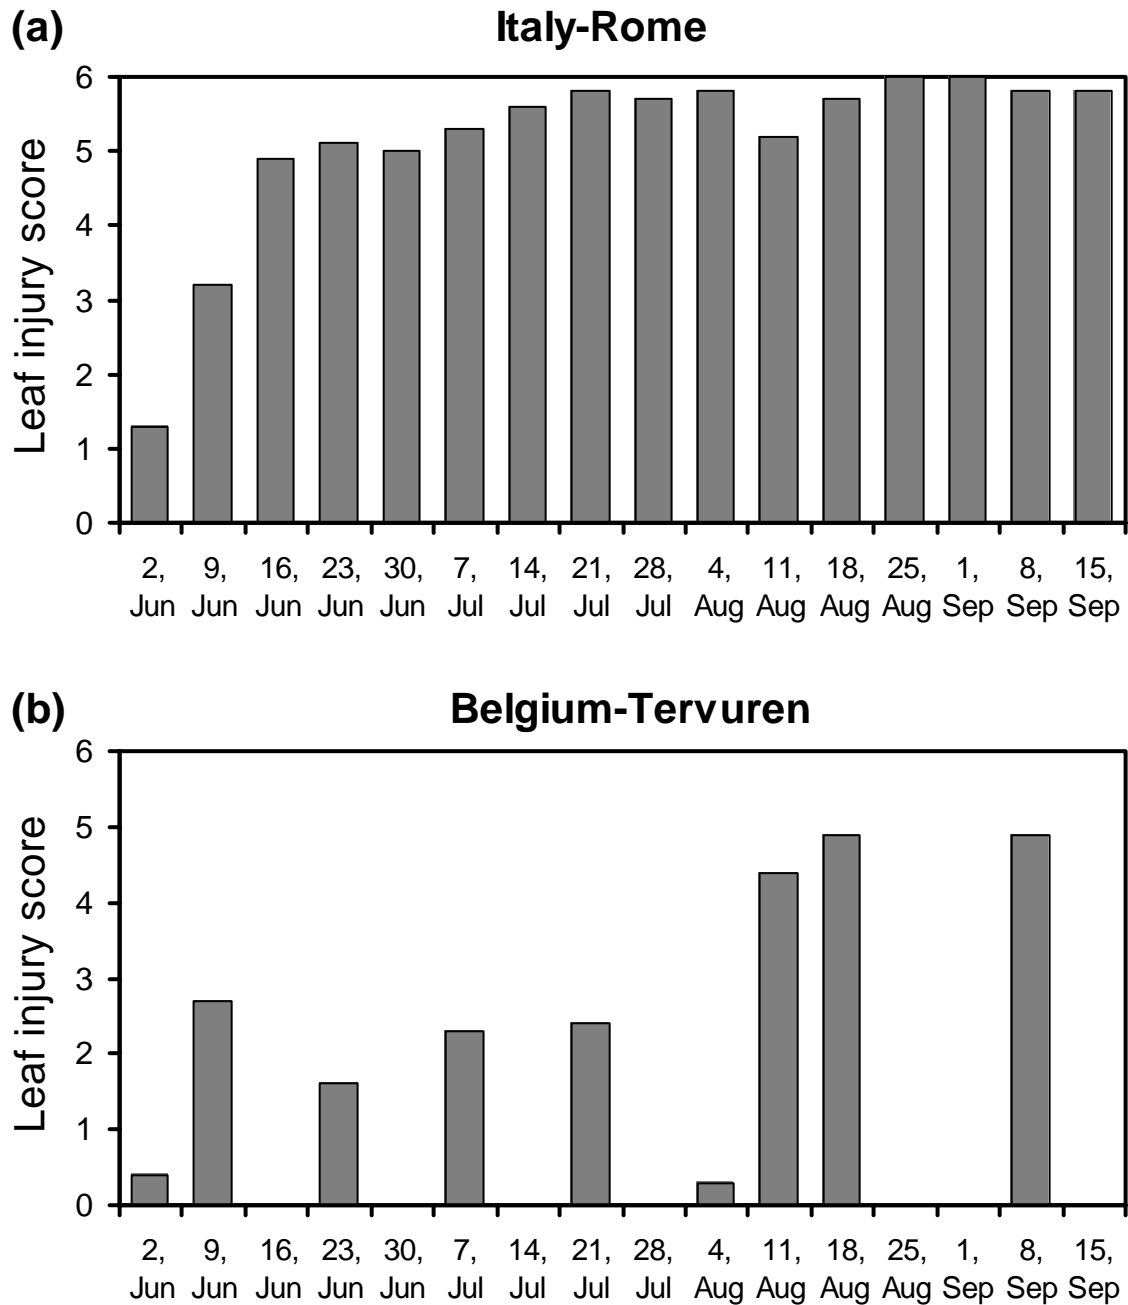 (a)
Italy-Rome
Leaf injury score
6
5
4
3
2
1
0
2, 9, 16, 23, 30, 7, 14, 21, 28, 4, 11, 18, 25, 1, 8, 15,
Jun Jun Jun Jun Jun Jul Jul Jul Jul Aug Aug Aug Aug Sep Sep Sep
(b)
Belgium-Tervuren
Leaf injury score
6
5
4
3
2
1
0
2, 9, 16, 23, 30, 7, 14, 21, 28, 4, 11, 18, 25, 1, 8, 15,
Jun Jun Jun Jun Jun Jul Jul Jul Jul Aug Aug Aug Aug Sep Sep Sep